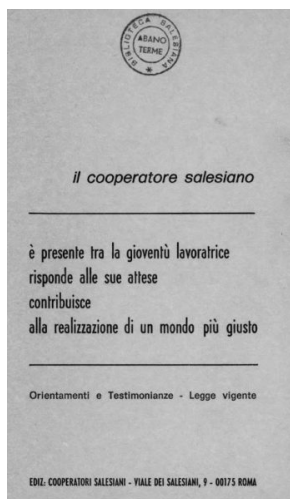 BIBLIOTECA SALESIANA
ABANO
TERME
il cooperatore salesiano
è presente tra la gioventù lavoratrice
risponde alle sue attese
contribuisce
alla realizzazione di un mondo più giusto
Orientamenti e Testimonianze - Legge vigente
EDIZ: COOPERATORI SALESIANI - VIALE DEI SALESIANI, 9 - 00175 ROMA